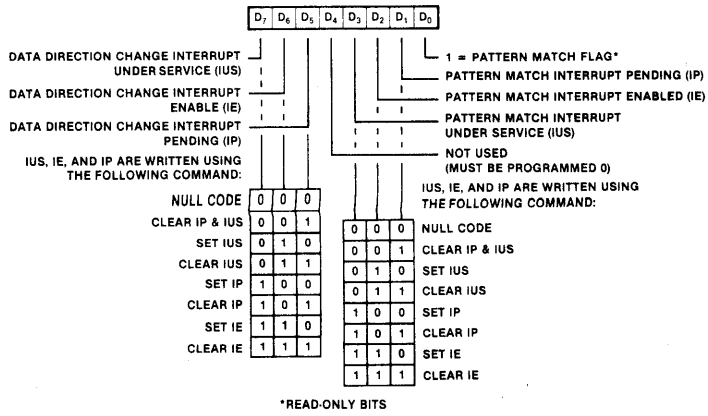 D7 D6 D5 D4 D3 D2 D1 D0
DATA DIRECTION CHANGE INTERRUPT
UNDER SERVICE (IUS)
DATA DIRECTION CHANGE INTERRUPT
ENABLE (IE)
DATA DIRECTION CHANGE INTERRUPT
PENDING (IP)
IUS, IE, AND IP ARE WRITTEN USING
THE FOLLOWING COMMAND:
NULL CODE 0 0 0
CLEAR IP & IUS 0 0 1
SET IUS 0 1 0
CLEAR IUS 0 1 1
SET IP 1 0 0
CLEAR IP 1 0 1
SET IE 1 1 0
CLEAR IE 1 1 1
1 = PATTERN MATCH FLAG*
PATTERN MATCH INTERRUPT PENDING (IP)
PATTERN MATCH INTERRUPT ENABLED (IE)
PATTERN MATCH INTERRUPT
UNDER SERVICE (IUS)
NOT USED
(MUST BE PROGRAMMED 0)
IUS, IE, AND IP ARE WRITTEN USING
THE FOLLOWING COMMAND:
0 0 0 NULL CODE
0 0 1 CLEAR IP & IUS
0 1 0 SET IUS
0 1 1 CLEAR IUS
1 0 0 SET IP
1 0 1 CLEAR IP
1 1 0 SET IE
1 1 1 CLEAR IE
*READ-ONLY BITS